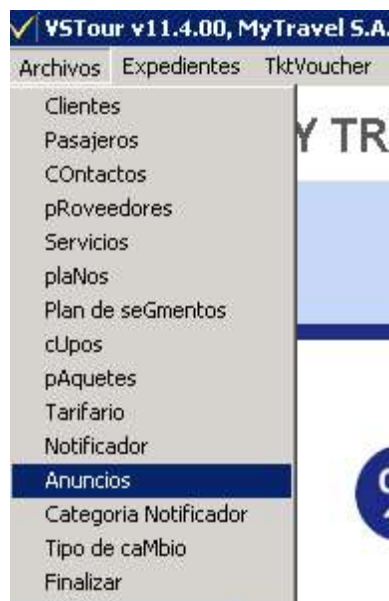 VSTour v11.4.00, MyTravel S.A.
Archivos Expedientes TktVoucher
Clientes
Pasajeros
Y TR
COntactos
pRoveedores
Servicios
plaNos
Plan de seGmentos
cUpos
pAquetes
Tarifario
Notificador
Anuncios
Categoria Notificador
Tipo de caMbio
Finalizar